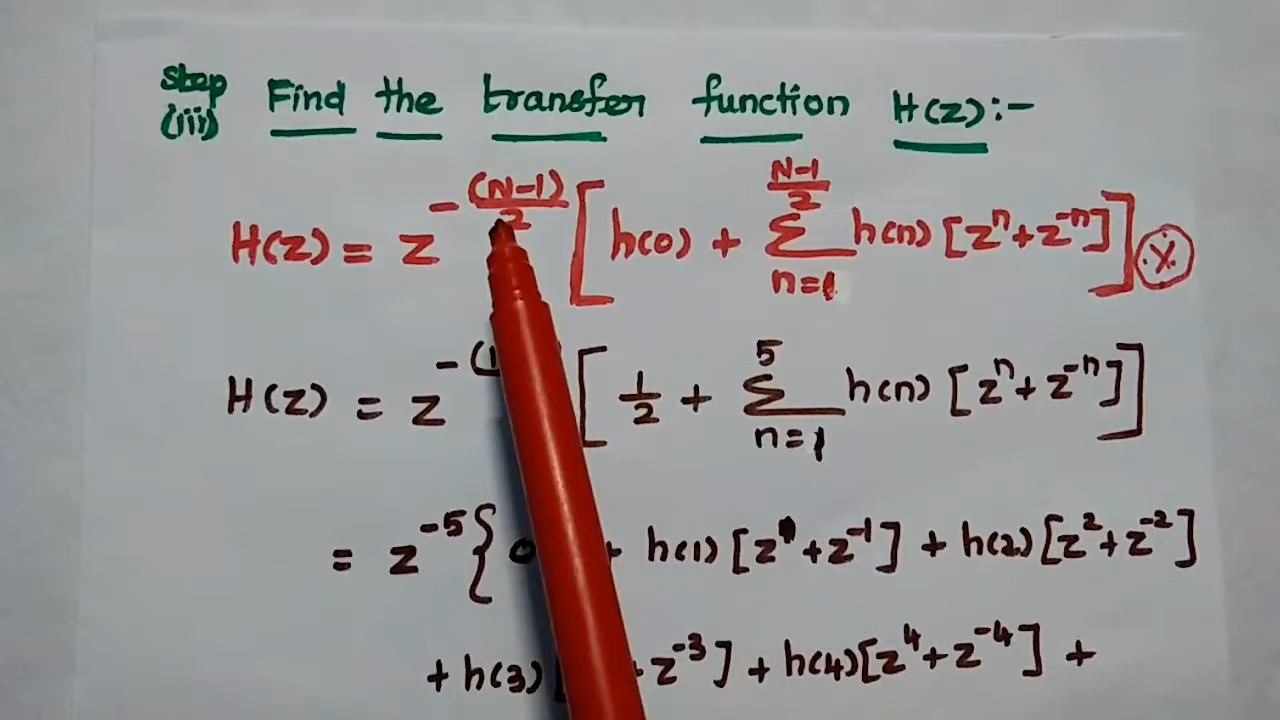 Step (iii) Find the transfer function H(z):-
H(z) = z^-(N-1)/2 [h(0) + Σ_{n=1}^{N-1/2} h(n) [z^n + z^-n]] (X)
H(z) = z^-( [1/2 + Σ_{n=1}^{5} h(n) [z^n + z^-n]]
= z^-5 { + h(1) [z^1 + z^-1] + h(2) [z^2 + z^-2]
+ h(3) z^-3] + h(4) [z^4 + z^-4] +